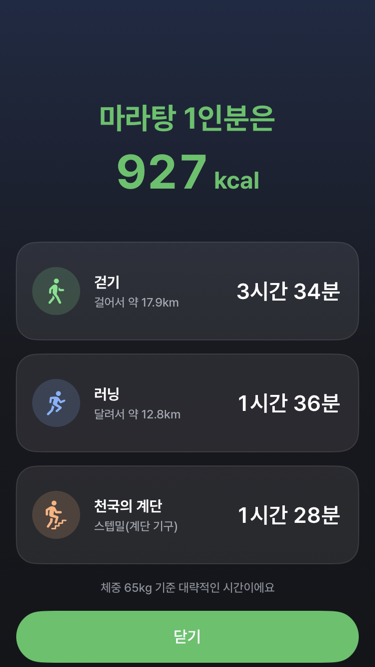 마라탕 1인분은
927 kcal
걷기
걸어서 약 17.9km
3시간 34분
러닝
달려서 약 12.8km
1시간 36분
천국의 계단
스텝밀(계단 기구)
1시간 28분
체중 65kg 기준 대략적인 시간이에요
닫기